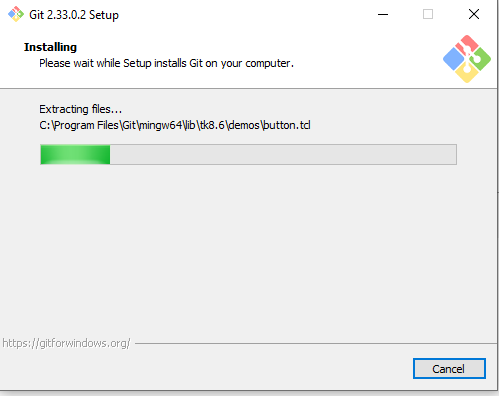 Git 2.33.0.2 Setup
Installing
Please wait while Setup installs Git on your computer.
Extracting files...
C:\Program Files\Git\mingw64\lib\tk8.6\demos\button.tcl
https://gitforwindows.org/
Cancel